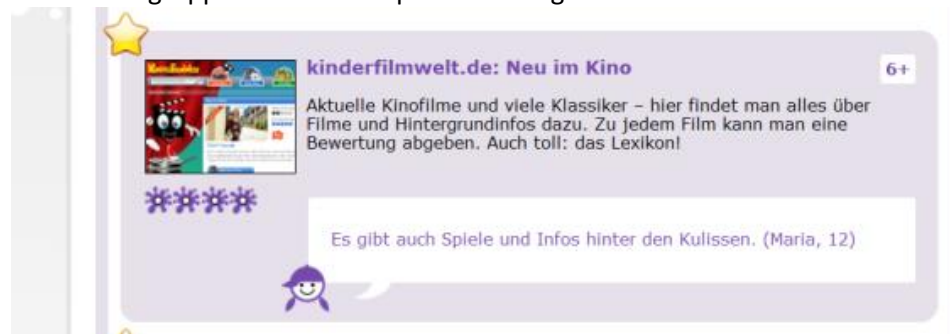 kinderfilmwelt.de: Neu im Kino
6+
Aktuelle Kinofilme und viele Klassiker – hier findet man alles über
Filme und Hintergrundinfos dazu. Zu jedem Film kann man eine
Bewertung abgeben. Auch toll: das Lexikon!
Es gibt auch Spiele und Infos hinter den Kulissen. (Maria, 12)